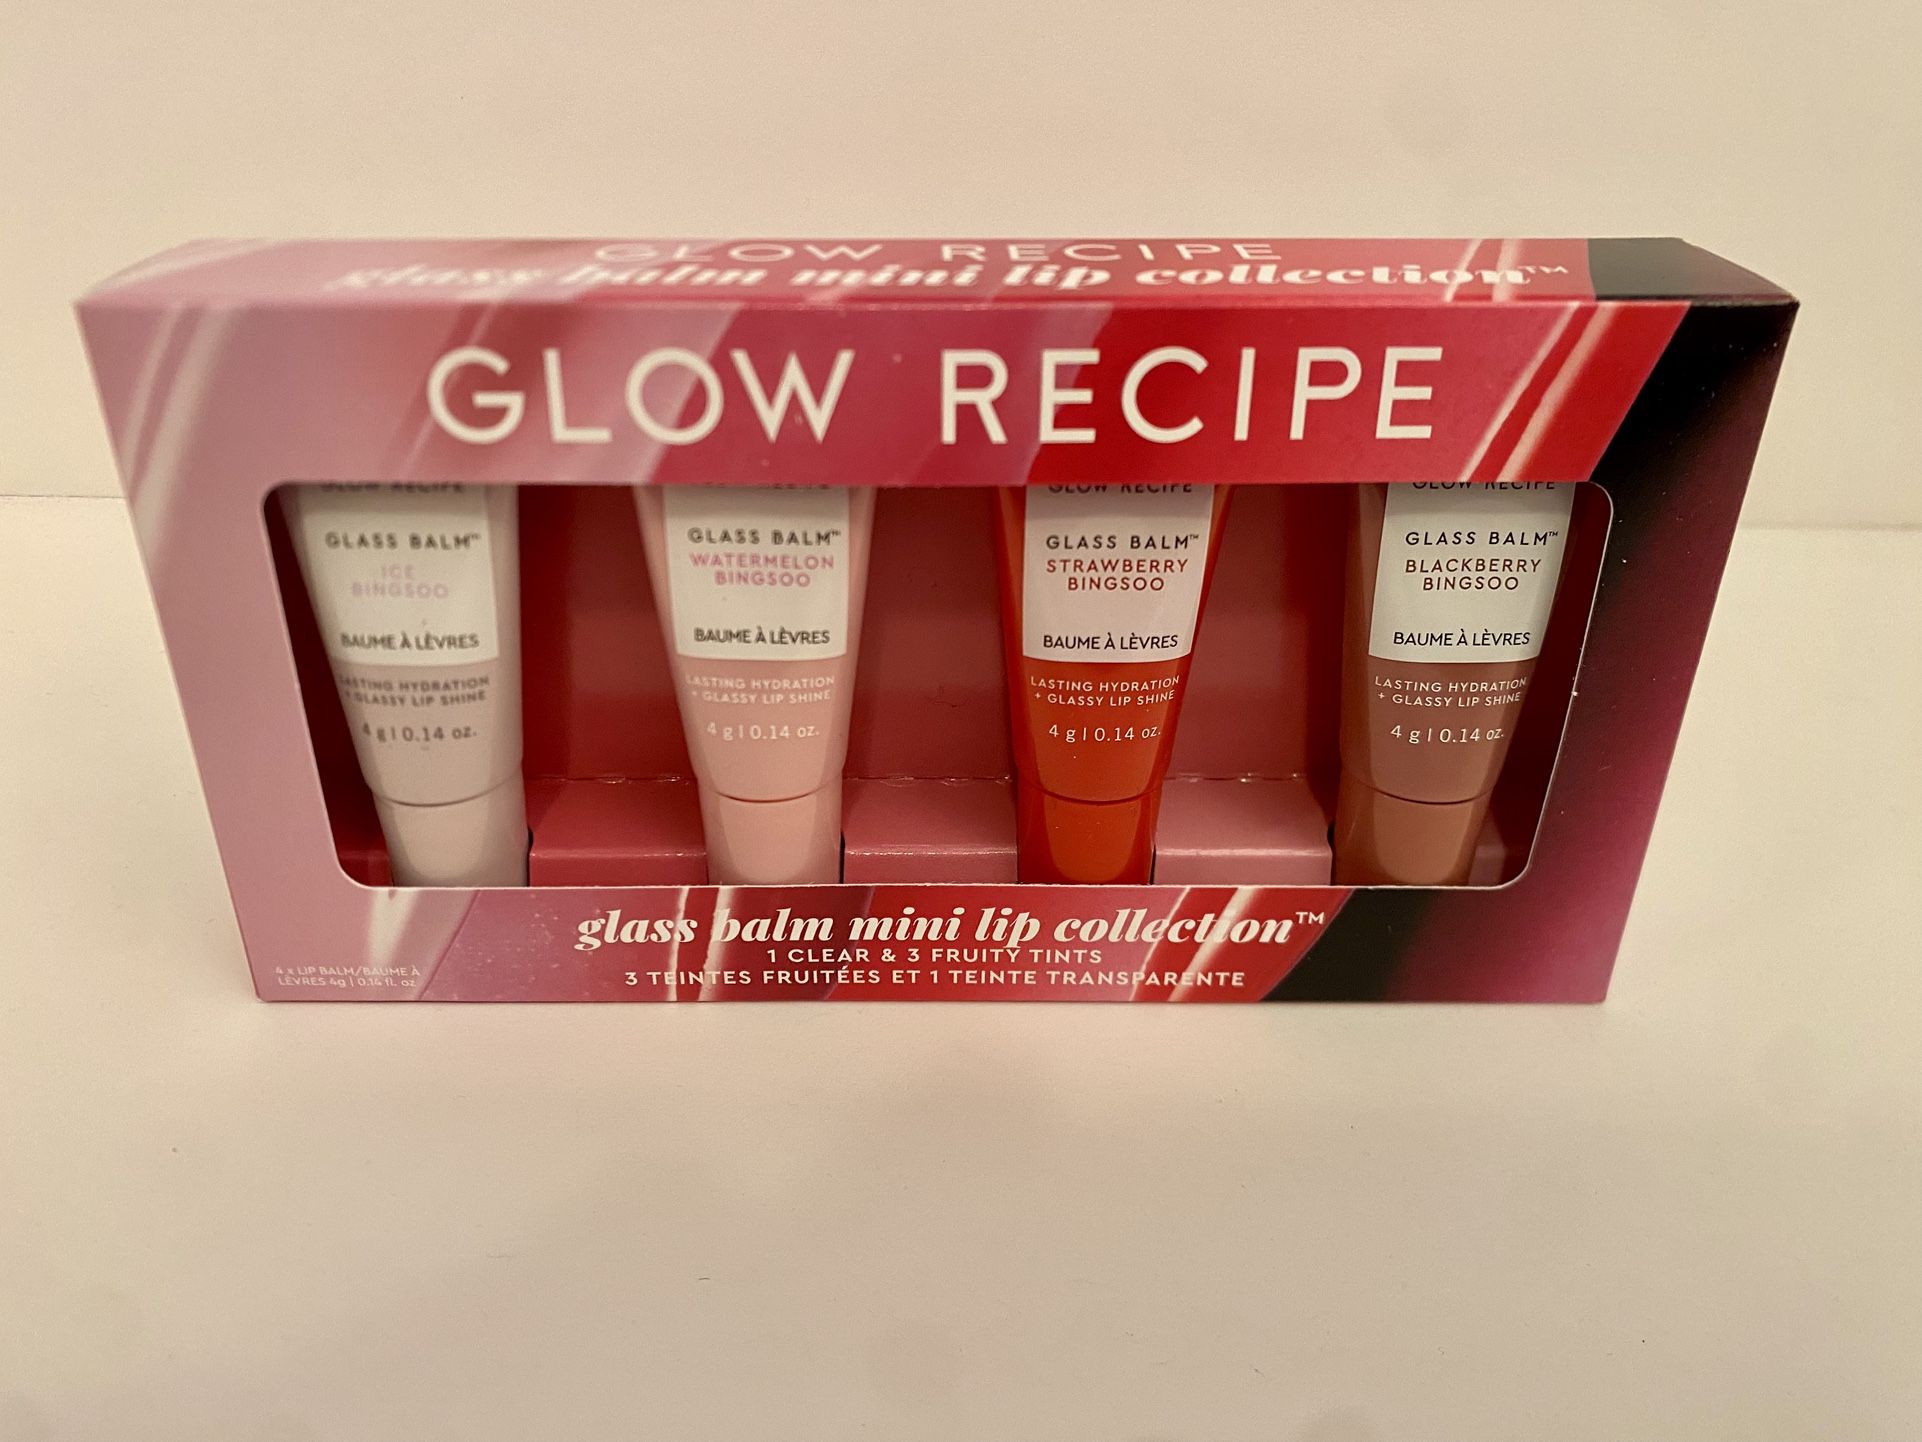 GLOW RECIPE
glass balm mini lip collection™
GLOW RECIPE
GLOW RECIPE
GLASS BALM™
ICE
BINGSOO
BAUME À LÈVRES
LASTING HYDRATION
+ GLASSY LIP SHINE
4 g | 0.14 oz.
GLASS BALM™
WATERMELON
BINGSOO
BAUME À LÈVRES
LASTING HYDRATION
+ GLASSY LIP SHINE
4 g | 0.14 oz.
GLOW RECIPE
GLASS BALM™
STRAWBERRY
BINGSOO
BAUME À LÈVRES
LASTING HYDRATION
+ GLASSY LIP SHINE
4 g | 0.14 oz.
GLOW RECIPE
GLASS BALM™
BLACKBERRY
BINGSOO
BAUME À LÈVRES
LASTING HYDRATION
+ GLASSY LIP SHINE
4 g | 0.14 oz.
glass balm mini lip collection™
1 CLEAR & 3 FRUITY TINTS
3 TEINTES FRUITÉES ET 1 TEINTE TRANSPARENTE
4 x LIP BALM/BAUME À
LÈVRES 4g | 0.14 fl. oz